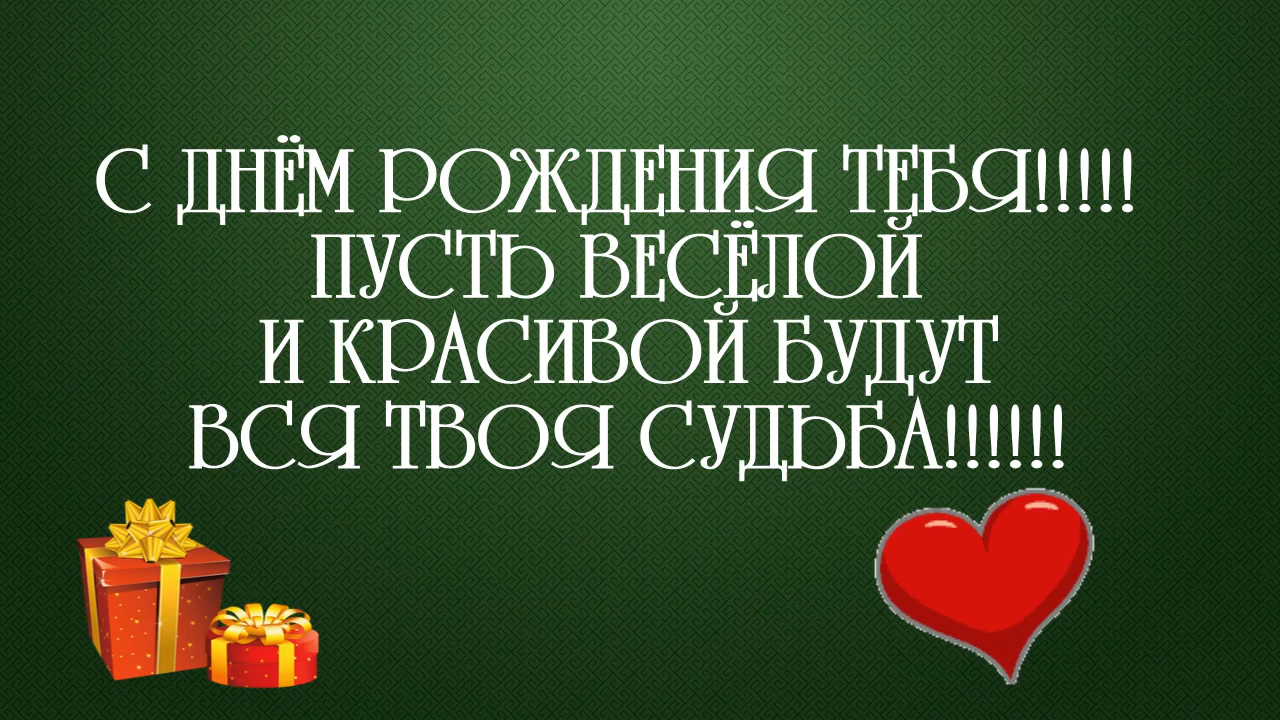 С ДНЁМ РОЖДЕНИЯ ТЕБЯ!!!!!
ПУСТЬ ВЕСЁЛОЙ
И КРАСИВОЙ БУДУТ
ВСЯ ТВОЯ СУДЬБА!!!!!!